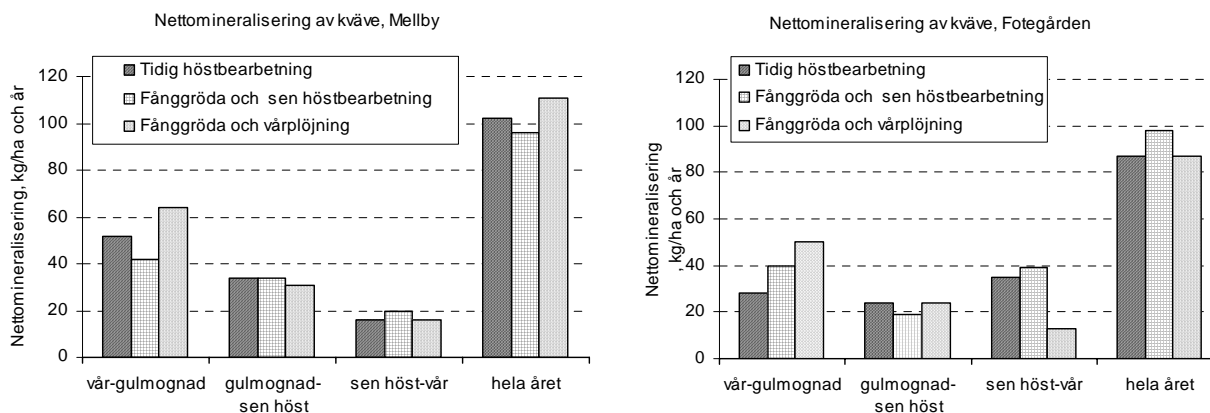 Nettomineralisering av kväve, Mellby
Nettomineralisering, kg/ha och år
120
100
80
60
40
20
0
Tidig höstbearbetning
Fånggröda och sen höstbearbetning
Fånggröda och vårplöjning
vår-gulmognad
gulmognad-
sen höst
sen höst-vår
hela året
Nettomineralisering av kväve, Fotegården
Nettomineralisering
, kg/ha och år
120
100
80
60
40
20
0
Tidig höstbearbetning
Fånggröda och sen höstbearbetning
Fånggröda och vårplöjning
vår-gulmognad
gulmognad-
sen höst
sen höst-vår
hela året